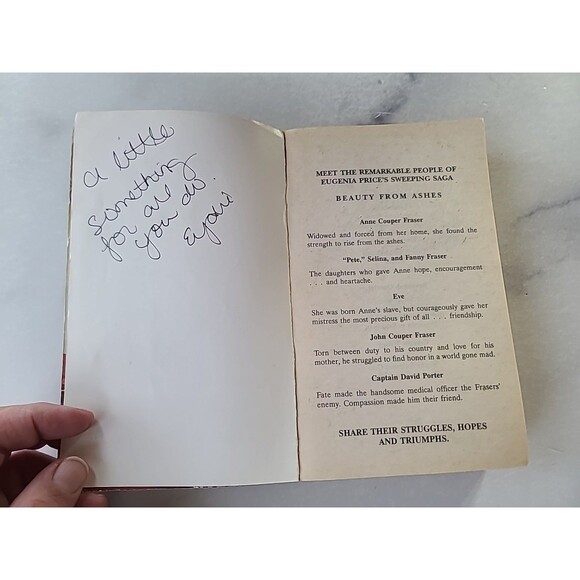 a little
something
for all
you do.
MEET THE REMARKABLE PEOPLE OF
EUGENIA PRICE'S SWEEPING SAGA
BEAUTY FROM ASHES
Anne Couper Fraser
Widowed and forced from her home, she found the
strength to rise from the ashes.
"Pete," Selina, and Fanny Fraser
The daughters who gave Anne hope, encouragement
. . . and heartache.
Eve
She was born Anne's slave, but courageously gave her
mistress the most precious gift of all . . . friendship.
John Couper Fraser
Torn between duty to his country and love for his
mother, he struggled to find honor in a world gone mad.
Captain David Porter
Fate made the handsome medical officer the Frasers'
enemy. Compassion made him their friend.
SHARE THEIR STRUGGLES, HOPES
AND TRIUMPHS.